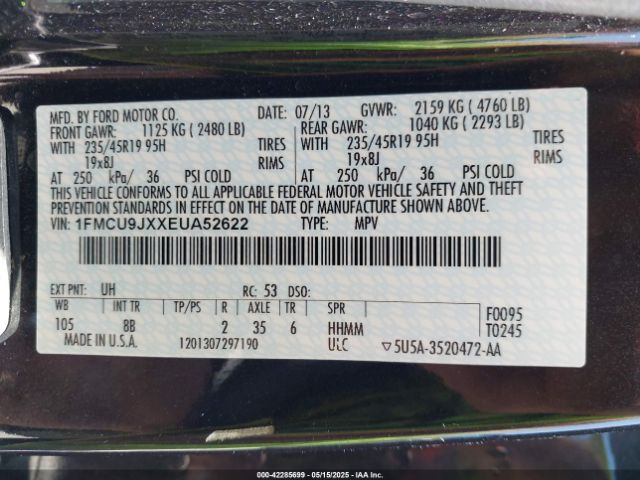 MFD. BY FORD MOTOR CO. DATE: 07/13 GVWR: 2159 KG ( 4760 LB)
FRONT GAWR: 1125 KG ( 2480 LB) REAR GAWR: 1040 KG ( 2293 LB)
WITH 235/45R19 95H TIRES WITH 235/45R19 95H TIRES
19x8J RIMS 19x8J RIMS
AT 250 kPa/ 36 PSI COLD AT 250 kPa/ 36 PSI COLD
THIS VEHICLE CONFORMS TO ALL APPLICABLE FEDERAL MOTOR VEHICLE SAFETY AND THEFT
PREVENTION STANDARDS IN EFFECT ON THE DATE OF MANUFACTURE SHOWN ABOVE.
VIN: 1FMCU9JXXEUA52622 TYPE: MPV
EXT PNT: UH RC: 53 DSO:
WB INT TR TP/PS R AXLE TR SPR F0095
105 8B 2 35 6 HHMM T0245
MADE IN U.S.A. 1201307297190 ULC ▽5U5A-3520472-AA
000-42285699 - 05/15/2025 - IAA Inc.